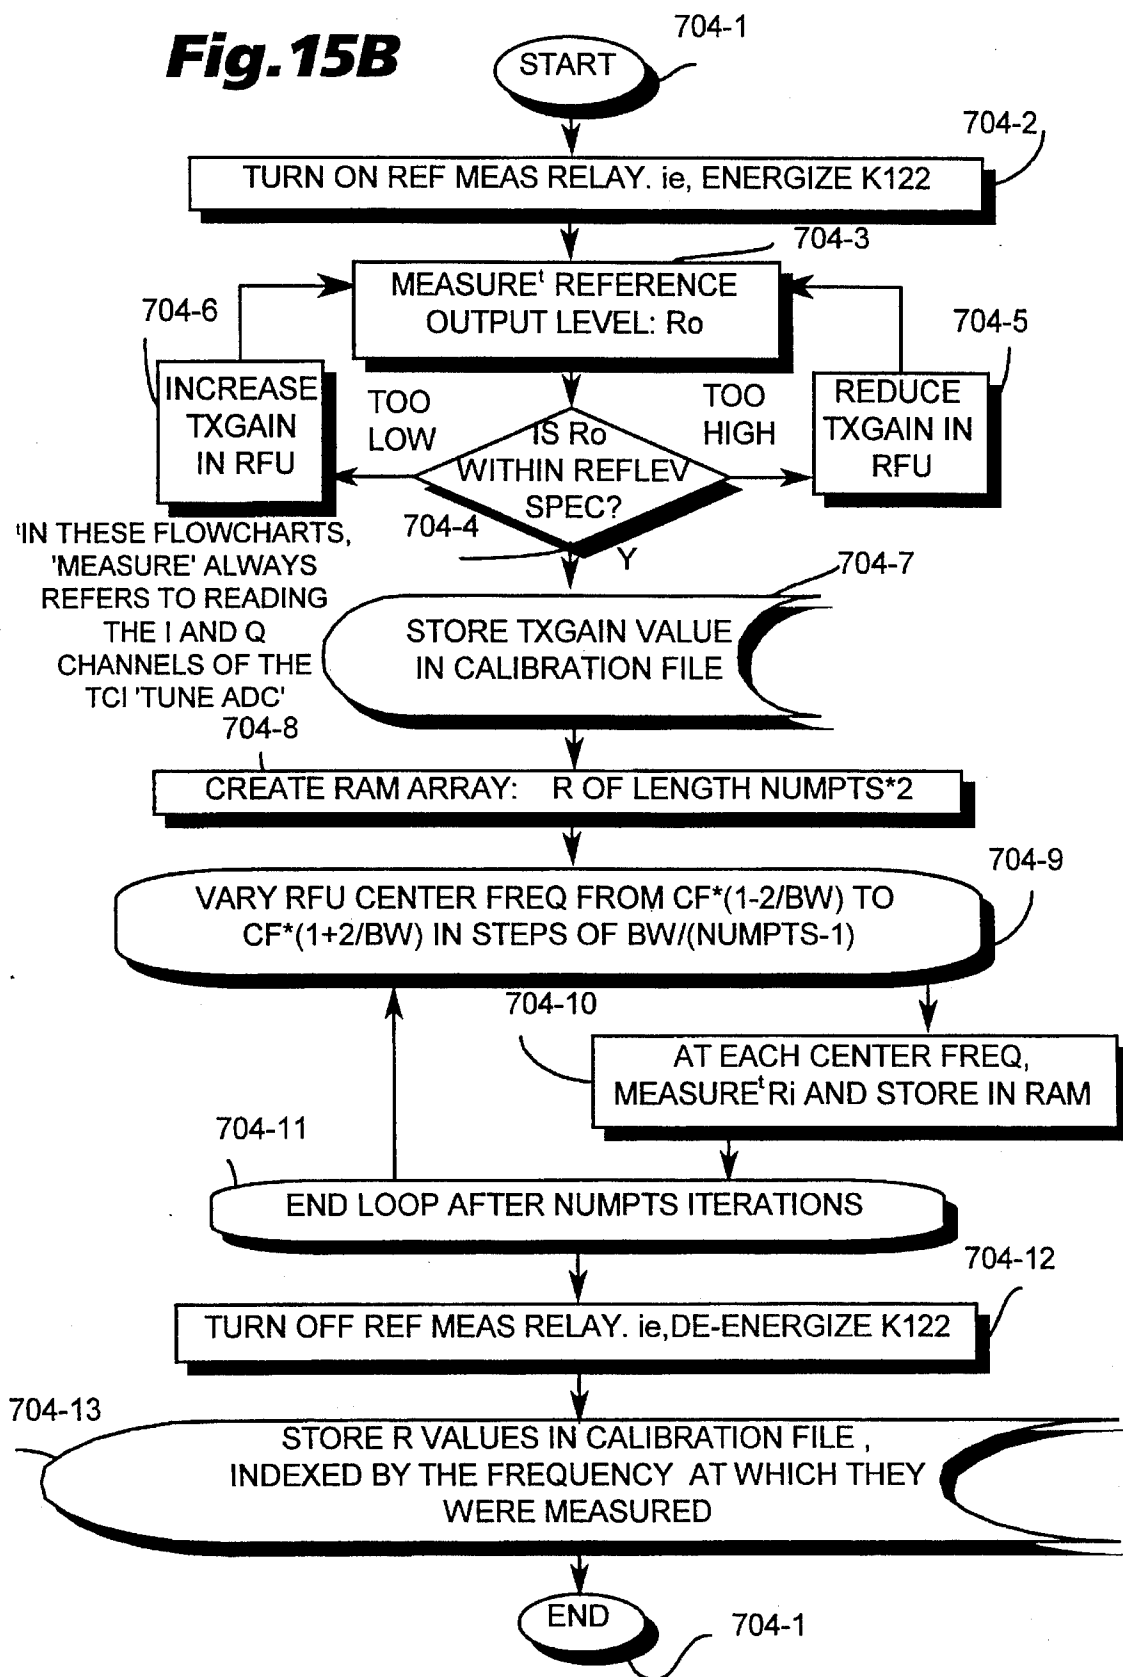 Fig.15B
704-1
START
704-2
TURN ON REF MEAS RELAY. ie, ENERGIZE K122
704-3
MEASUREᵗ REFERENCE
OUTPUT LEVEL: Ro
704-6
704-5
INCREASE
TXGAIN
IN RFU
TOO
LOW
TOO
HIGH
REDUCE
TXGAIN IN
RFU
IS Ro
WITHIN REFLEV
SPEC?
704-4
Y
ᵗIN THESE FLOWCHARTS,
'MEASURE' ALWAYS
REFERS TO READING
THE I AND Q
CHANNELS OF THE
TCI 'TUNE ADC'
704-7
STORE TXGAIN VALUE
IN CALIBRATION FILE
704-8
CREATE RAM ARRAY: R OF LENGTH NUMPTS*2
704-9
VARY RFU CENTER FREQ FROM CF*(1-2/BW) TO
CF*(1+2/BW) IN STEPS OF BW/(NUMPTS-1)
704-10
AT EACH CENTER FREQ,
MEASUREᵗ Ri AND STORE IN RAM
704-11
END LOOP AFTER NUMPTS ITERATIONS
704-12
TURN OFF REF MEAS RELAY. ie,DE-ENERGIZE K122
704-13
STORE R VALUES IN CALIBRATION FILE ,
INDEXED BY THE FREQUENCY AT WHICH THEY
WERE MEASURED
END
704-1